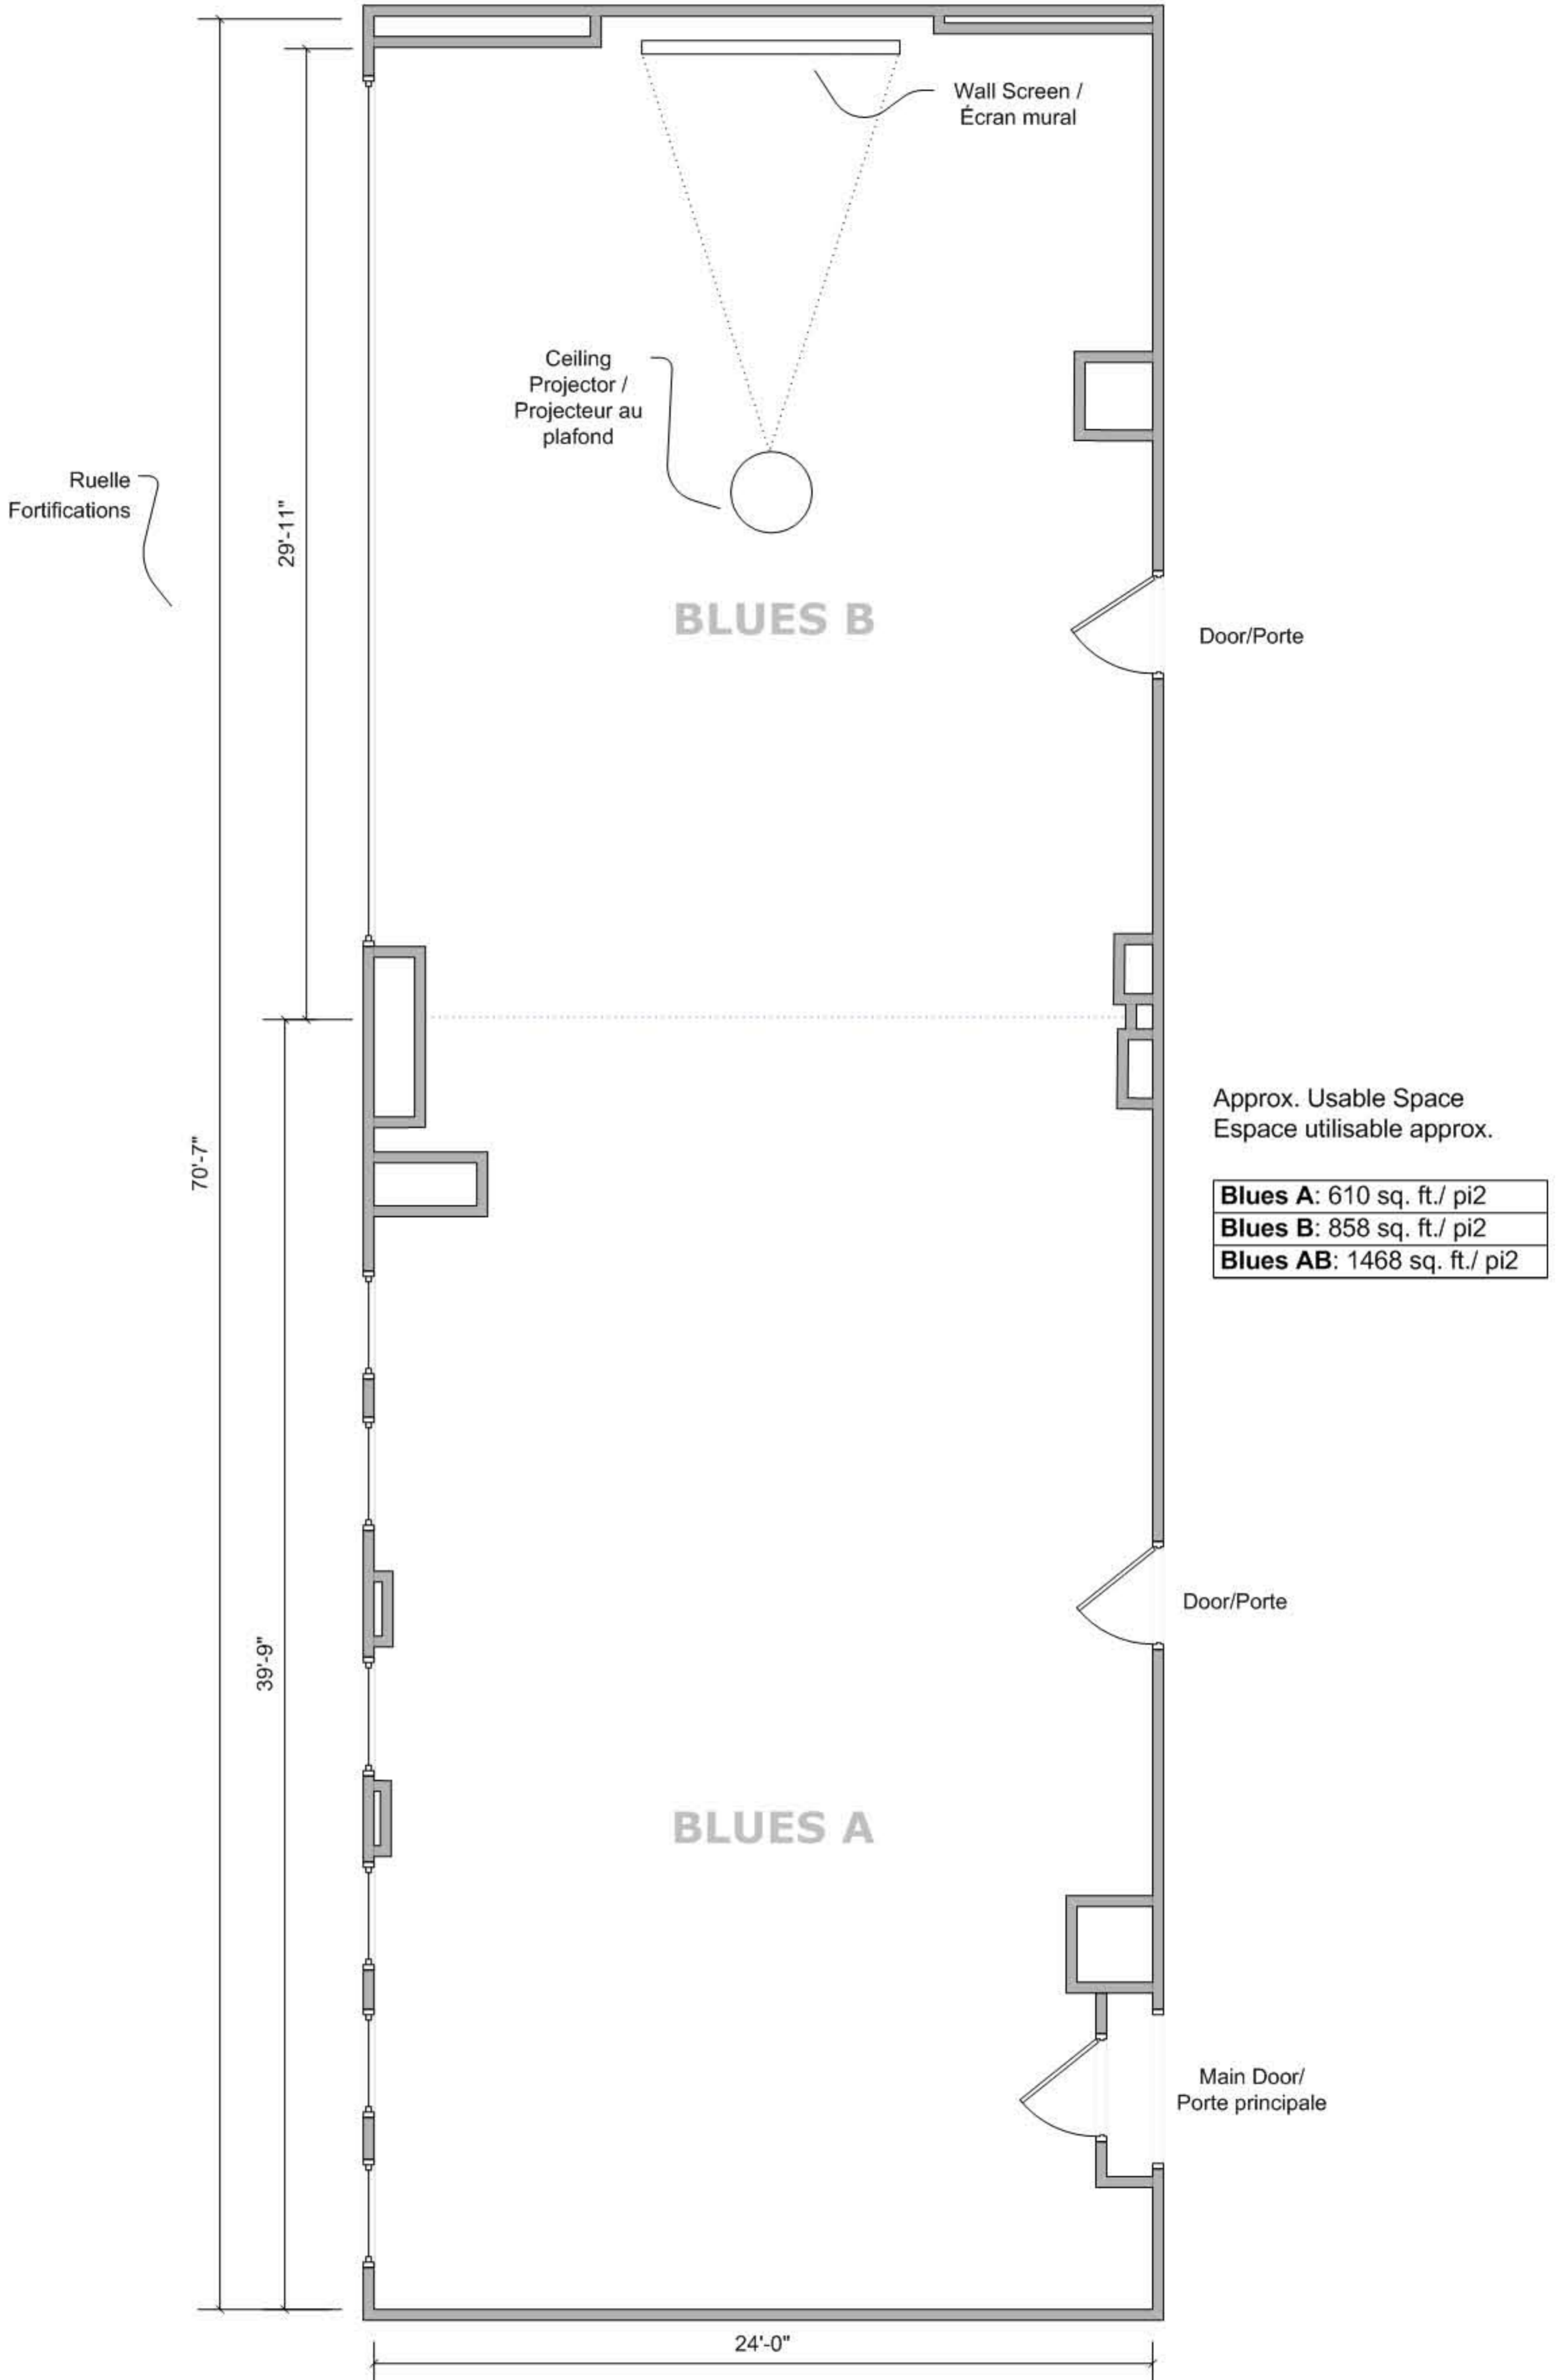 Wall Screen /
Écran mural
Ceiling
Projector /
Projecteur au
plafond
Ruelle
Fortifications
29'-11"
BLUES B
Door/Porte
70'-7"
Approx. Usable Space
Espace utilisable approx.
Blues A: 610 sq. ft./ pi2
Blues B: 858 sq. ft./ pi2
Blues AB: 1468 sq. ft./ pi2
Door/Porte
39'-9"
BLUES A
Main Door/
Porte principale
24'-0"